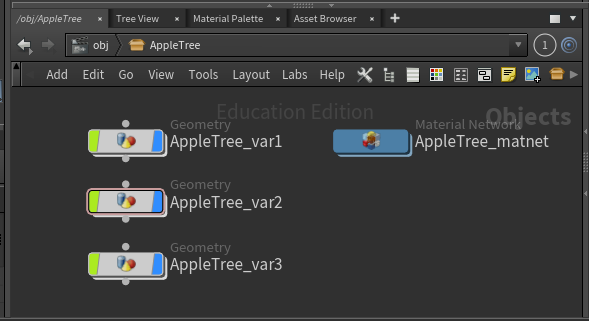 /obj/AppleTree × Tree View × Material Palette × Asset Browser ×
obj AppleTree 1
Add Edit Go View Tools Layout Labs Help
Education Edition
Objects
Geometry
AppleTree_var1
Material Network
AppleTree_matnet
Geometry
AppleTree_var2
Geometry
AppleTree_var3